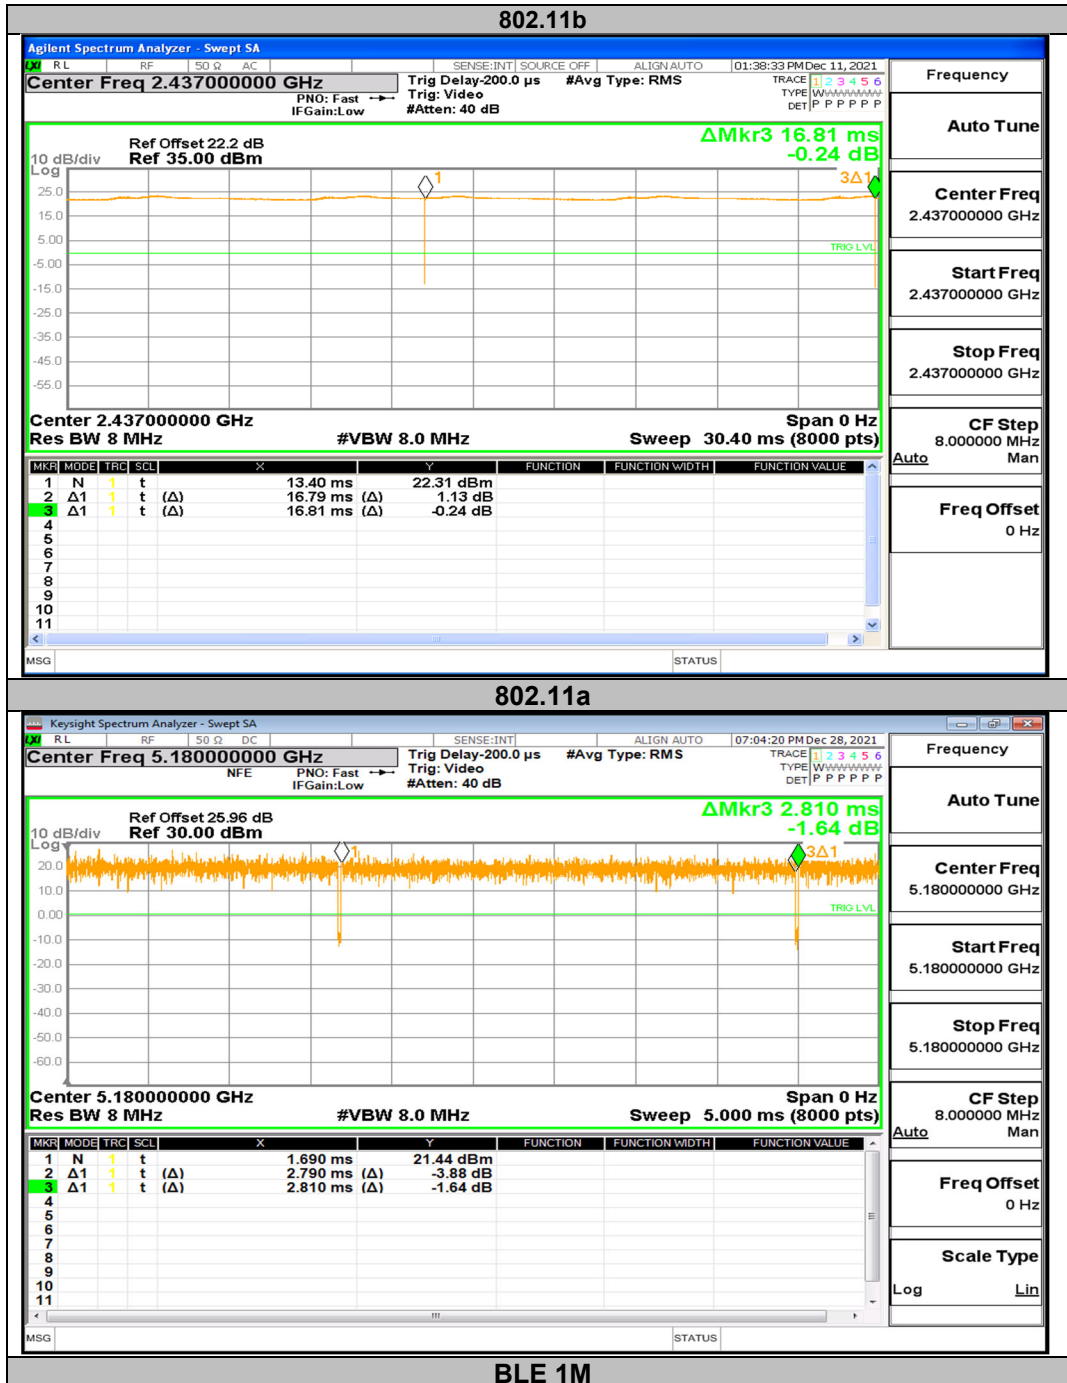 802.11b
Agilent Spectrum Analyzer - Swept SA
LXI RL RF 50 Ω AC SENSE:INT SOURCE OFF ALIGN AUTO 01:38:33 PM Dec 11, 2021
Center Freq 2.437000000 GHz
PNO: Fast
IFGain:Low
Trig Delay-200.0 µs
Trig: Video
#Atten: 40 dB
#Avg Type: RMS
TRACE 1 2 3 4 5 6
TYPE WWWWWW
DET P P P P P P
Frequency
Auto Tune
Center Freq
2.437000000 GHz
Start Freq
2.437000000 GHz
Stop Freq
2.437000000 GHz
CF Step
8.000000 MHz
Auto Man
Freq Offset
0 Hz
ΔMkr3 16.81 ms
-0.24 dB
Ref Offset 22.2 dB
10 dB/div Ref 35.00 dBm
Log
1
3Δ1
25.0
15.0
5.00
TRIG LVL
-5.00
-15.0
-25.0
-35.0
-45.0
-55.0
Center 2.437000000 GHz Span 0 Hz
Res BW 8 MHz #VBW 8.0 MHz Sweep 30.40 ms (8000 pts)
MKR MODE TRC SCL X Y FUNCTION FUNCTION WIDTH FUNCTION VALUE
1 N 1 t 13.40 ms 22.31 dBm
2 Δ1 1 t (Δ) 16.79 ms (Δ) 1.13 dB
3 Δ1 1 t (Δ) 16.81 ms (Δ) -0.24 dB
4
5
6
7
8
9
10
11
MSG STATUS
802.11a
Keysight Spectrum Analyzer - Swept SA
LXI RL RF 50 Ω DC SENSE:INT ALIGN AUTO 07:04:20 PM Dec 28, 2021
Center Freq 5.180000000 GHz
NFE PNO: Fast
IFGain:Low
Trig Delay-200.0 µs
Trig: Video
#Atten: 40 dB
#Avg Type: RMS
TRACE 1 2 3 4 5 6
TYPE WWWWWW
DET P P P P P P
Frequency
Auto Tune
Center Freq
5.180000000 GHz
Start Freq
5.180000000 GHz
Stop Freq
5.180000000 GHz
CF Step
8.000000 MHz
Auto Man
Freq Offset
0 Hz
Scale Type
Log Lin
ΔMkr3 2.810 ms
-1.64 dB
Ref Offset 25.96 dB
10 dB/div Ref 30.00 dBm
Log
1
3Δ1
20.0
10.0
0.00
TRIG LVL
-10.0
-20.0
-30.0
-40.0
-50.0
-60.0
Center 5.180000000 GHz Span 0 Hz
Res BW 8 MHz #VBW 8.0 MHz Sweep 5.000 ms (8000 pts)
MKR MODE TRC SCL X Y FUNCTION FUNCTION WIDTH FUNCTION VALUE
1 N 1 t 1.690 ms 21.44 dBm
2 Δ1 1 t (Δ) 2.790 ms (Δ) -3.88 dB
3 Δ1 1 t (Δ) 2.810 ms (Δ) -1.64 dB
4
5
6
7
8
9
10
11
MSG STATUS
BLE 1M